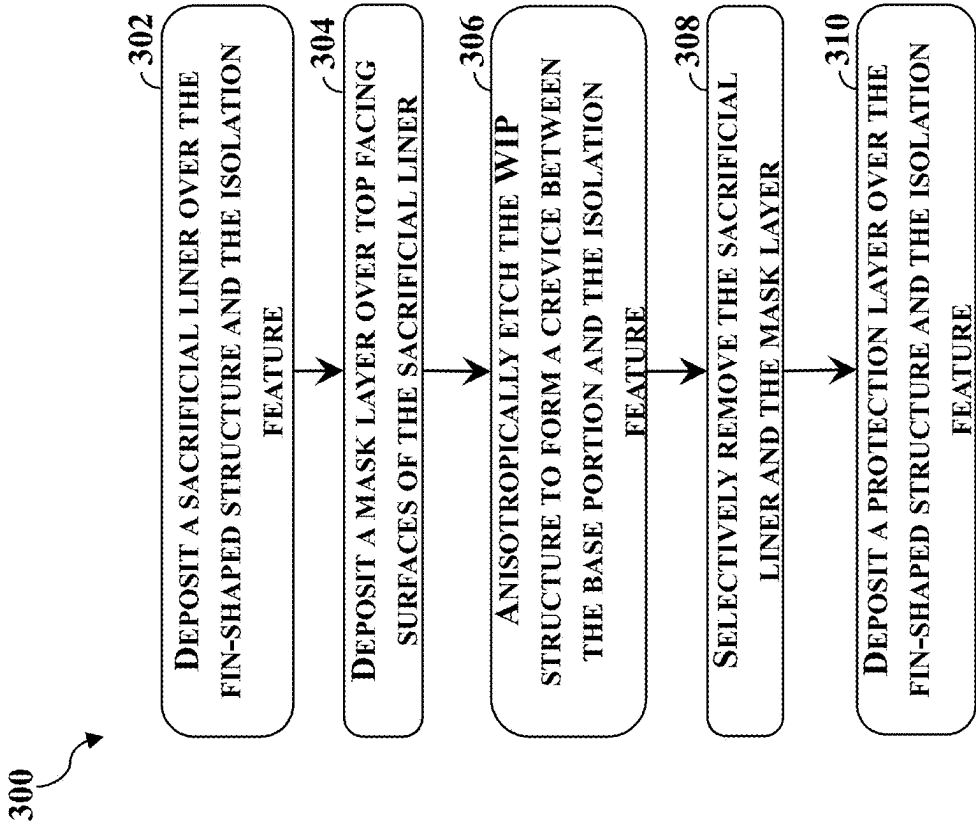 300
302
DEPOSIT A SACRIFICIAL LINER OVER THE
FIN-SHAPED STRUCTURE AND THE ISOLATION
FEATURE
304
DEPOSIT A MASK LAYER OVER TOP FACING
SURFACES OF THE SACRIFICIAL LINER
306
ANISOTROPICALLY ETCH THE WIP
STRUCTURE TO FORM A CREVICE BETWEEN
THE BASE PORTION AND THE ISOLATION
FEATURE
308
SELECTIVELY REMOVE THE SACRIFICIAL
LINER AND THE MASK LAYER
310
DEPOSIT A PROTECTION LAYER OVER THE
FIN-SHAPED STRUCTURE AND THE ISOLATION
FEATURE